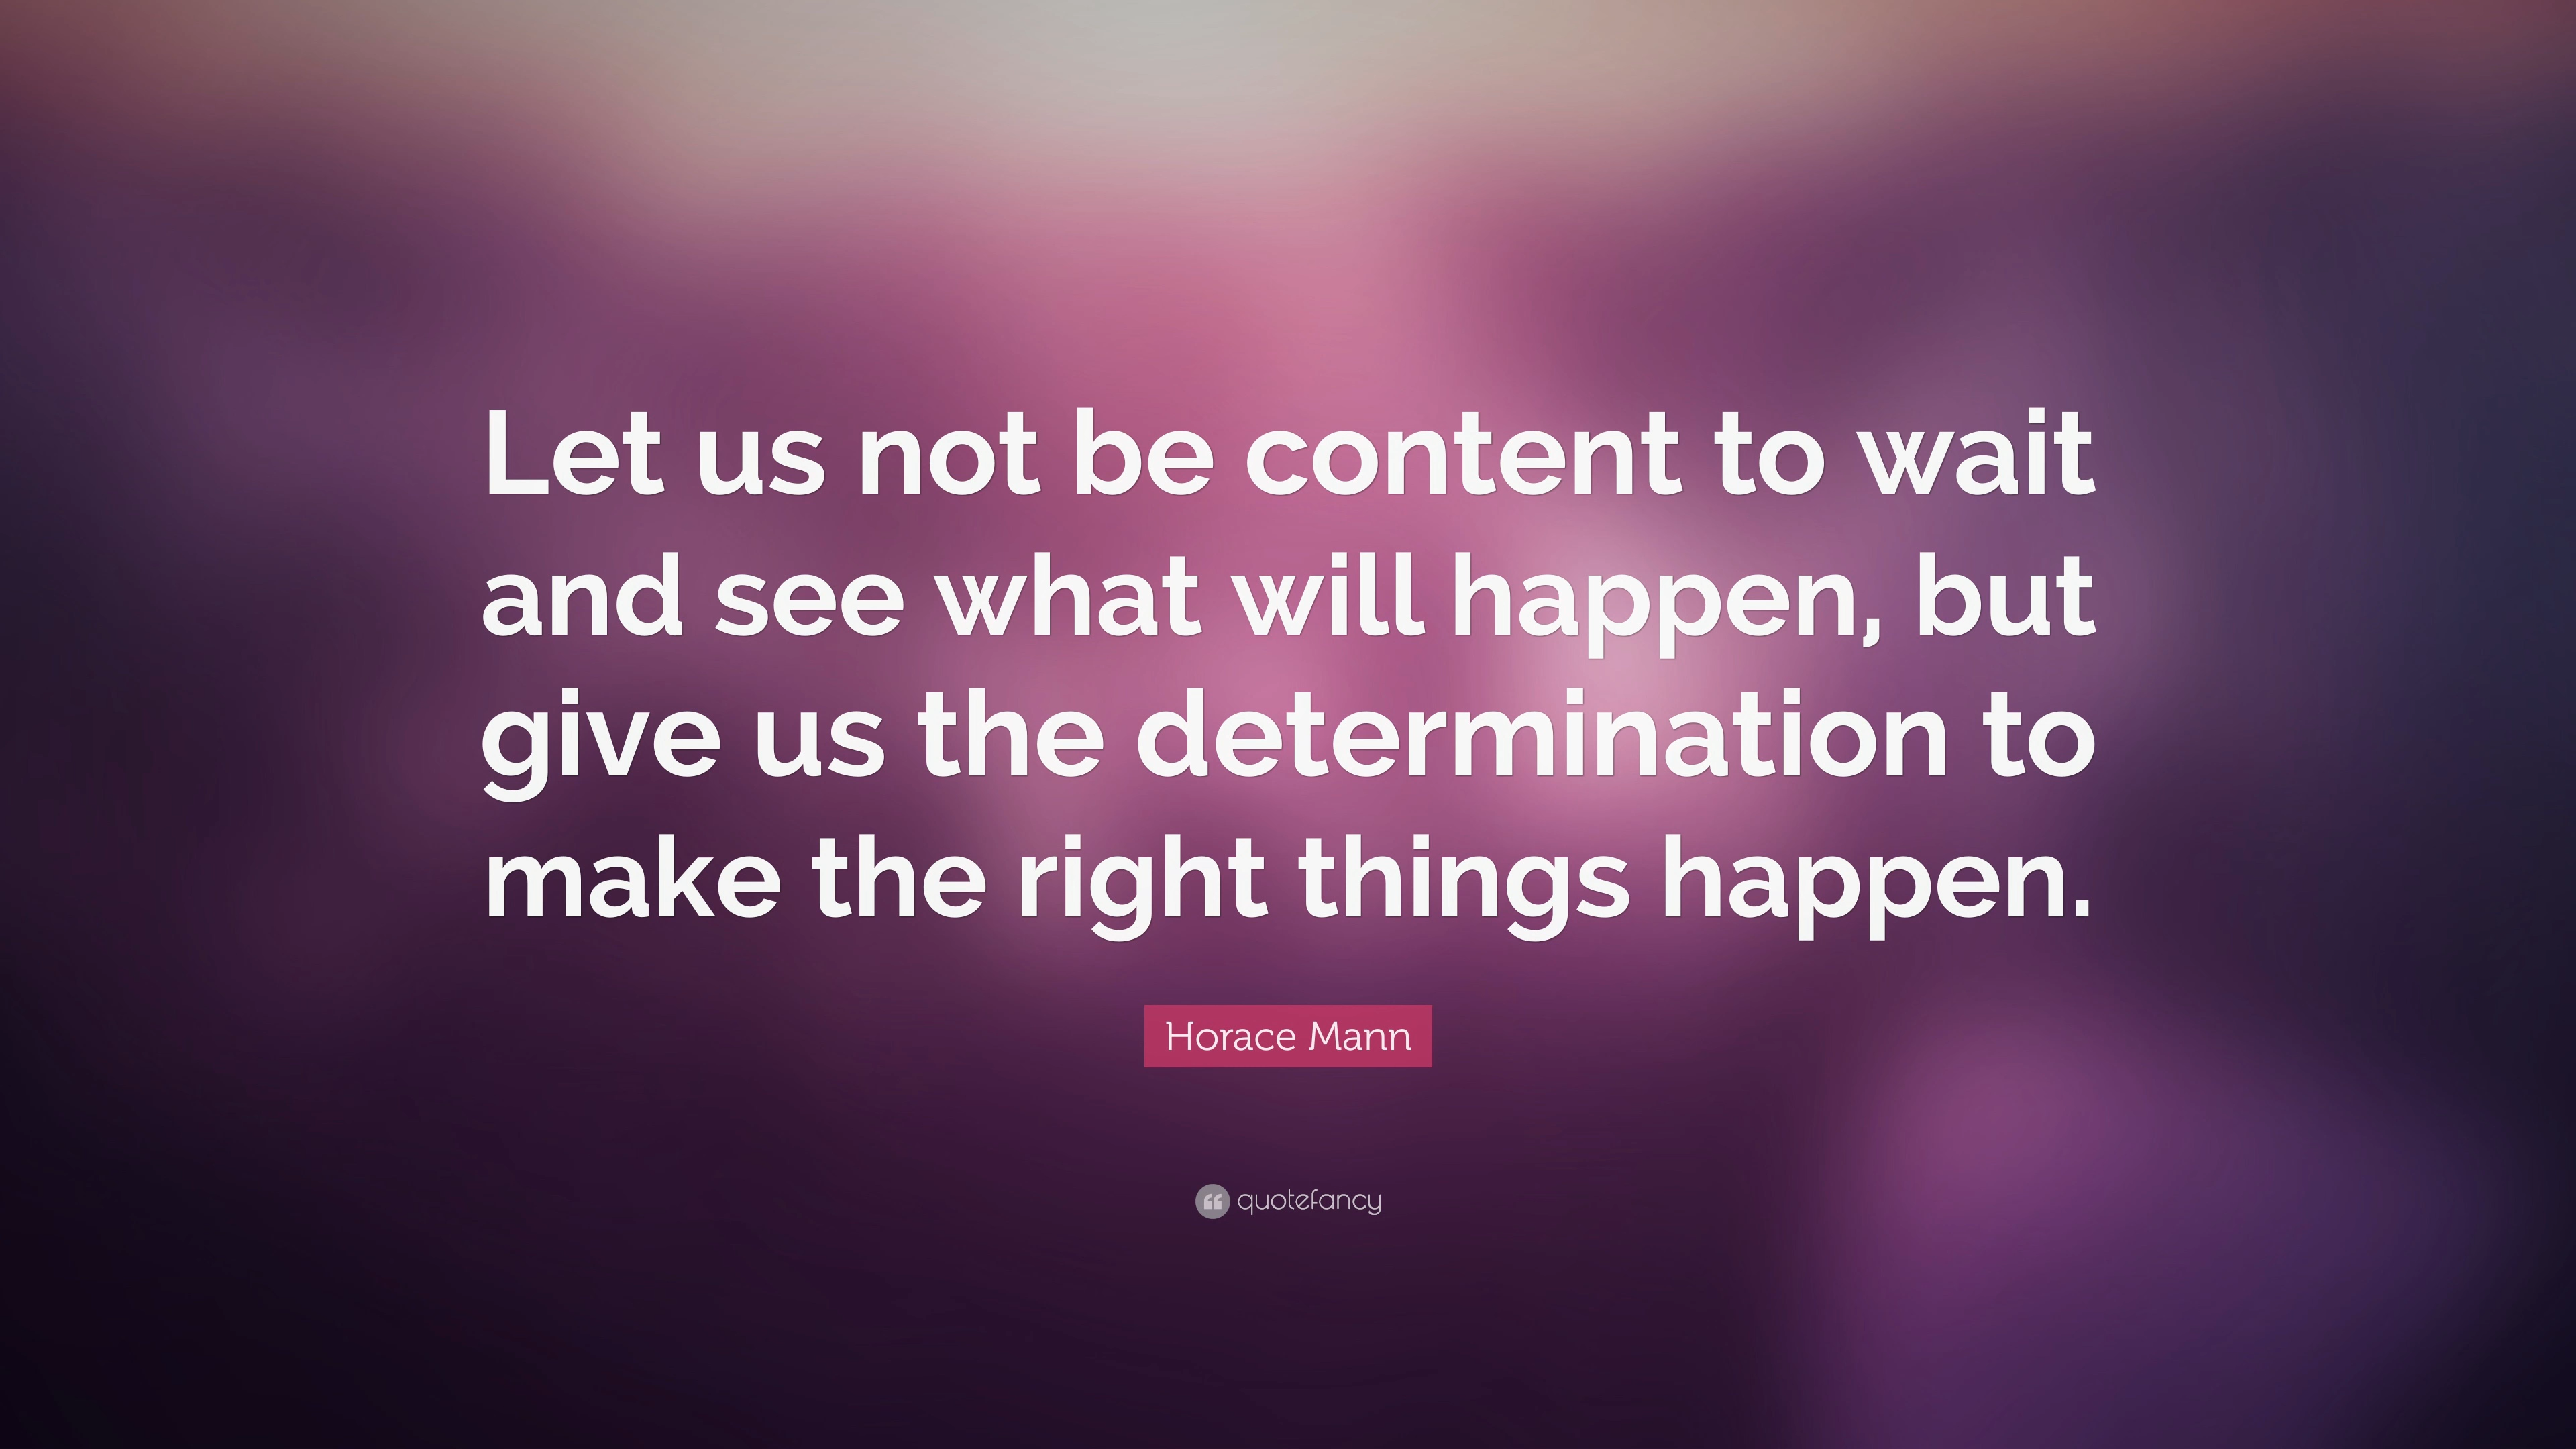 Let us not be content to wait
and see what will happen, but
give us the determination to
make the right things happen.
Horace Mann
quotefancy